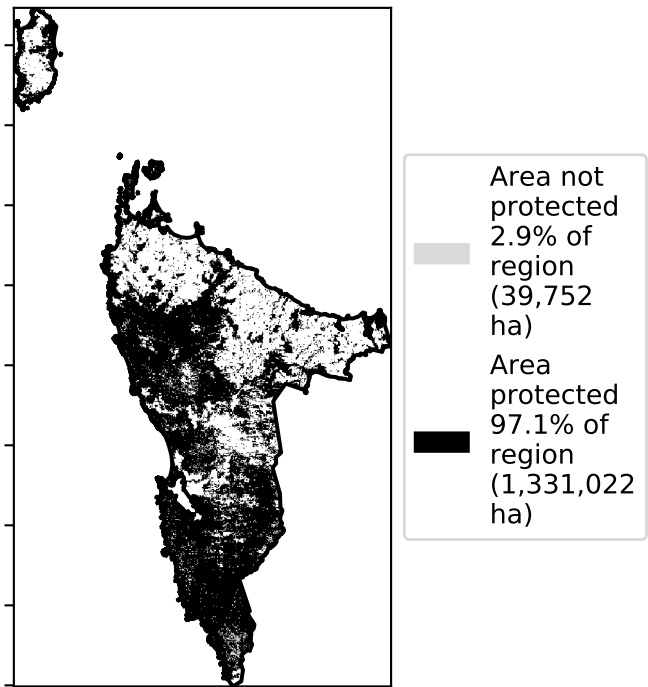 Area not
protected
2.9% of
region
(39,752
ha)
Area
protected
97.1% of
region
(1,331,022
ha)